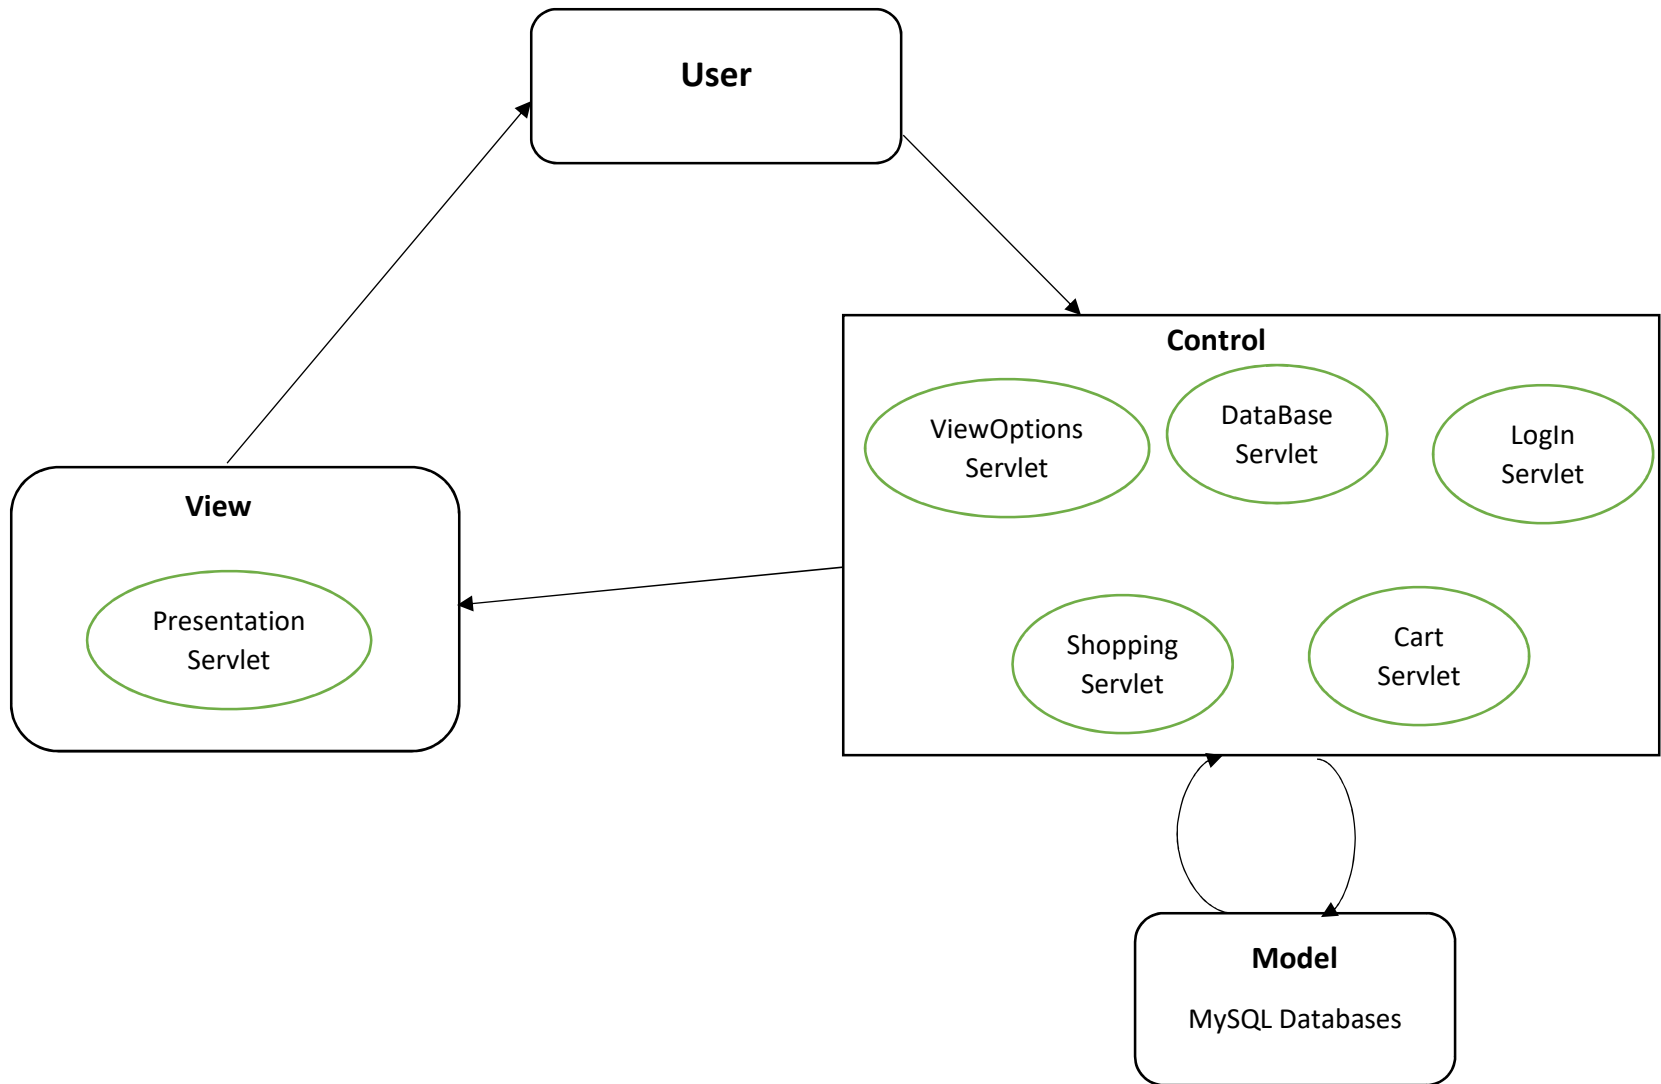 User
Control
ViewOptions
Servlet
DataBase
Servlet
LogIn
Servlet
View
Presentation
Servlet
Shopping
Servlet
Cart
Servlet
Model
MySQL Databases